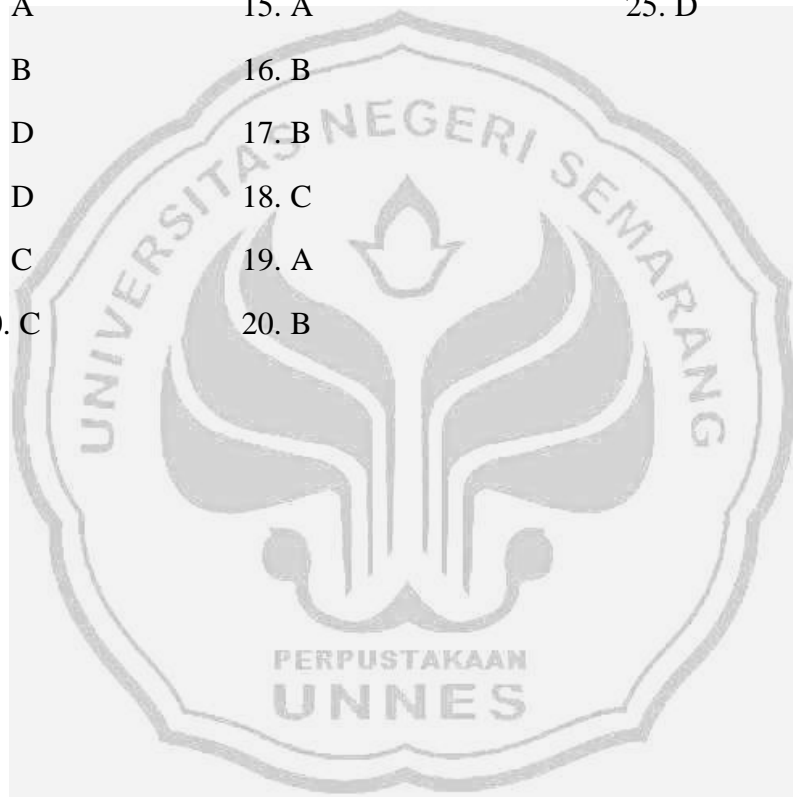 A 15. A 25. D
B 16. B
D 17. B
D 18. C
C 19. A
. C 20. B
UNIVERSITAS NEGERI SEMARANG
PERPUSTAKAAN
UNNES